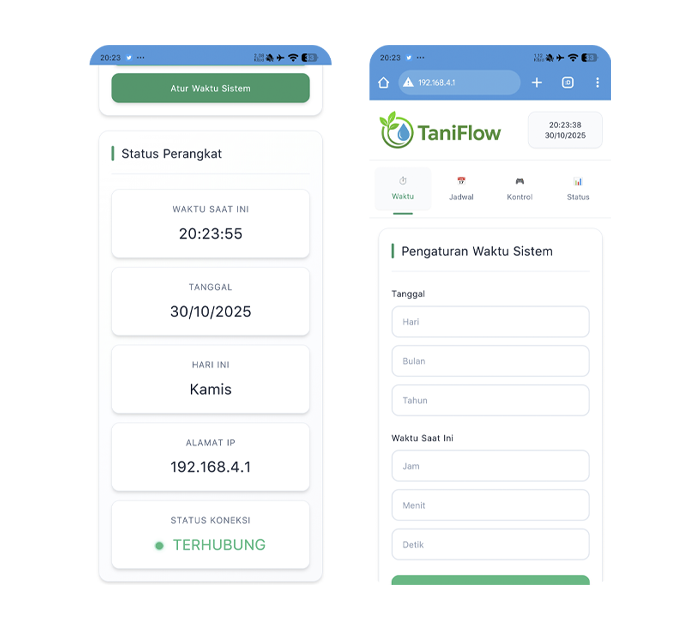 20:23
Atur Waktu Sistem
Status Perangkat
WAKTU SAAT INI
20:23:55
TANGGAL
30/10/2025
HARI INI
Kamis
ALAMAT IP
192.168.4.1
STATUS KONEKSI
TERHUBUNG
20:23
192.168.4.1
TaniFlow
20:23:38
30/10/2025
Waktu
Jadwal
Kontrol
Status
Pengaturan Waktu Sistem
Tanggal
Hari
Bulan
Tahun
Waktu Saat Ini
Jam
Menit
Detik